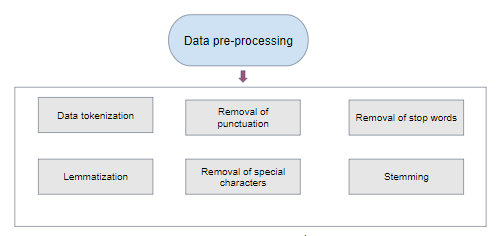 Data pre-processing
Data tokenization
Removal of
punctuation
Removal of stop words
Lemmatization
Removal of special
characters
Stemming